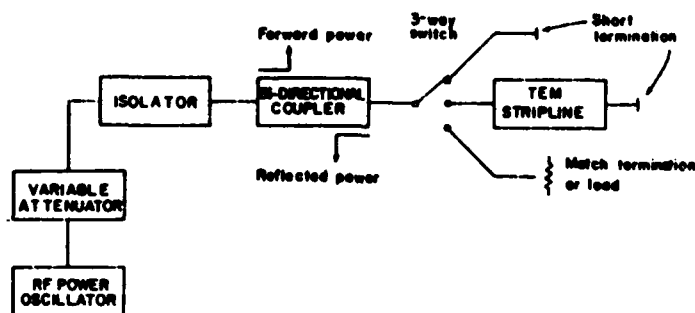 Forward power
3-way
switch
Short
termination
ISOLATOR
BI-DIRECTIONAL
COUPLER
TEM
STRIPLINE
Reflected power
Match termination
or load
VARIABLE
ATTENUATOR
RF POWER
OSCILLATOR